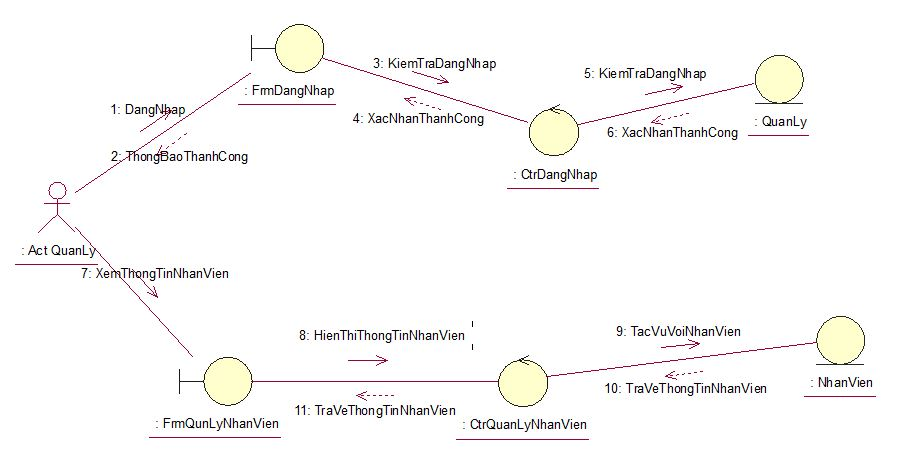 3: KiemTraDangNhap
5: KiemTraDangNhap
: FrmDangNhap
1: DangNhap
4: XacNhanThanhCong
: QuanLy
6: XacNhanThanhCong
2: ThongBaoThanhCong
: CtrDangNhap
: Act QuanLy
7: XemThongTinNhanVien
8: HienThiThongTinNhanVien
9: TacVuVoiNhanVien
: NhanVien
10: TraVeThongTinNhanVien
11: TraVeThongTinNhanVien
: FrmQunLyNhanVien
: CtrQuanLyNhanVien